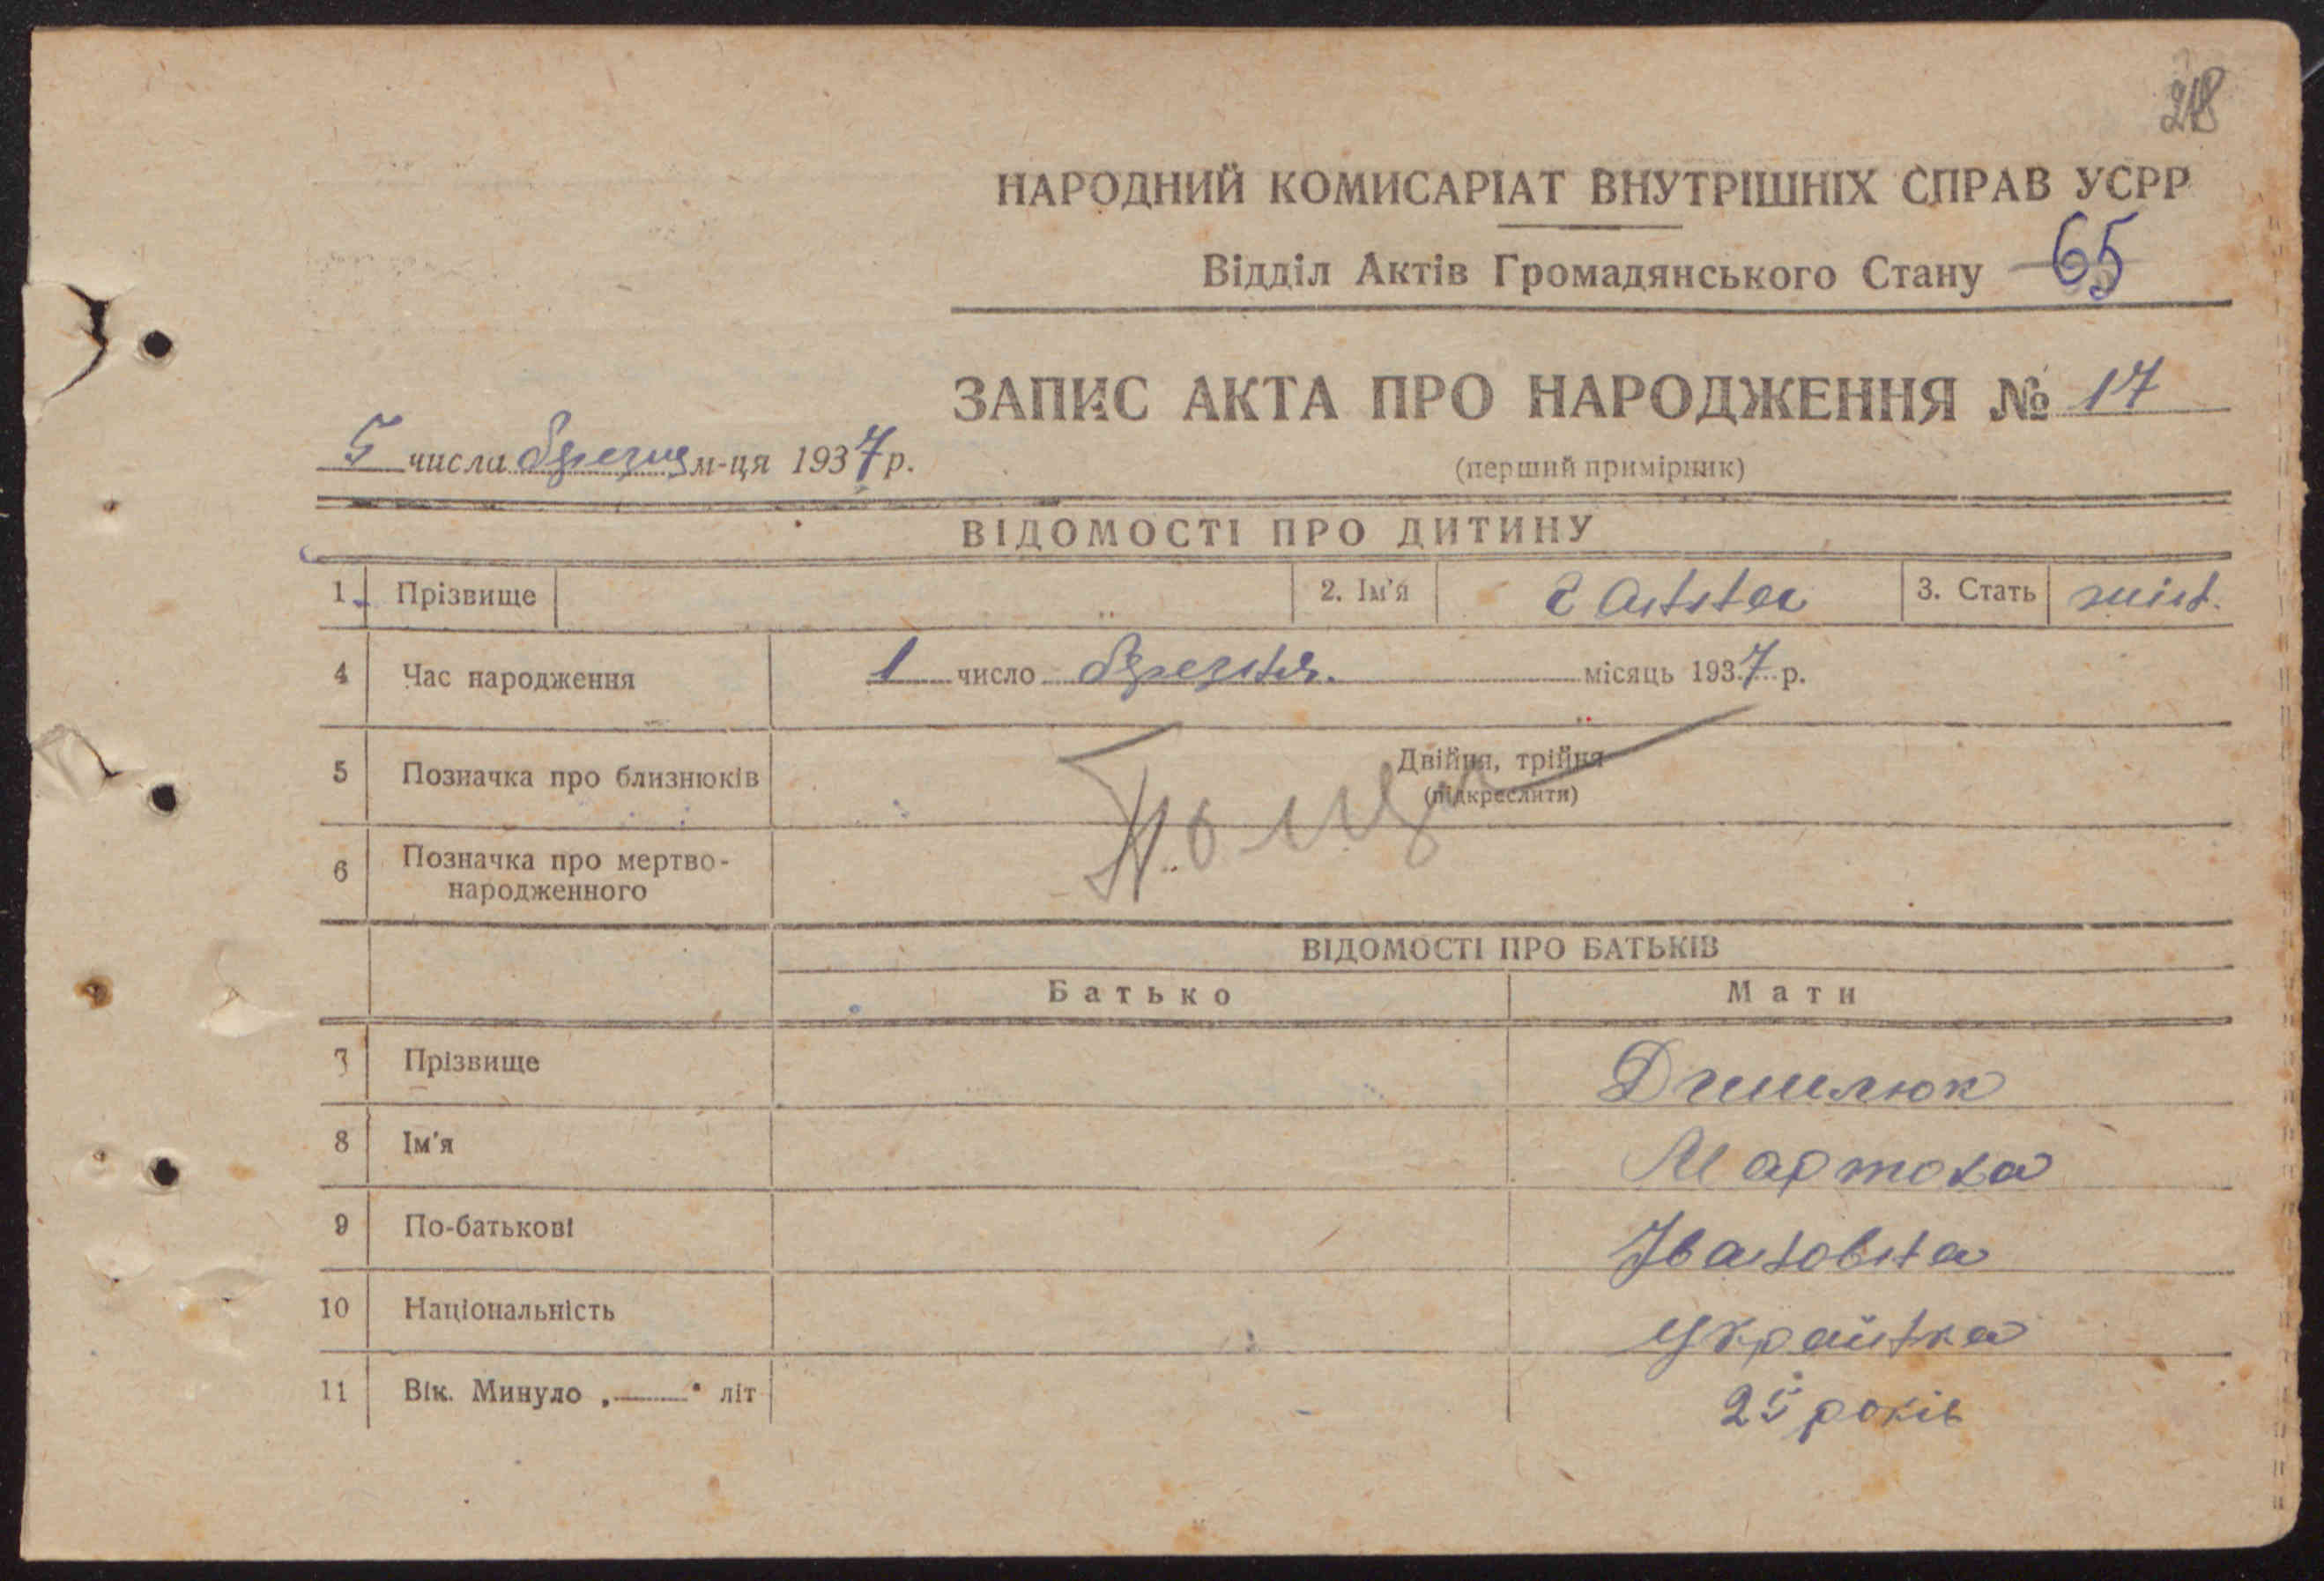 218
НАРОДНИЙ КОМИСАРІАТ ВНУТРІШНІХ СПРАВ УСРР
Відділ Актів Громадянського Стану 65
ЗАПИС АКТА ПРО НАРОДЖЕННЯ № 17
5 числа березня м-ця 1937 р.
(перший примірник)
ВІДОМОСТІ ПРО ДИТИНУ
1. Прізвище 2. Ім'я Ганна 3. Стать жіноч.
4 Час народження 1 число березня. місяць 1937 р.
5 Позначка про близнюків Двійня, трійня
(підкреслити)
6 Позначка про мертво-
народженного
ВІДОМОСТІ ПРО БАТЬКІВ
Батько Мати
7 Прізвище
8 Ім'я
9 По-батькові Івановна
10 Національність українка
11 Вік. Минуло „ “ літ 25 років